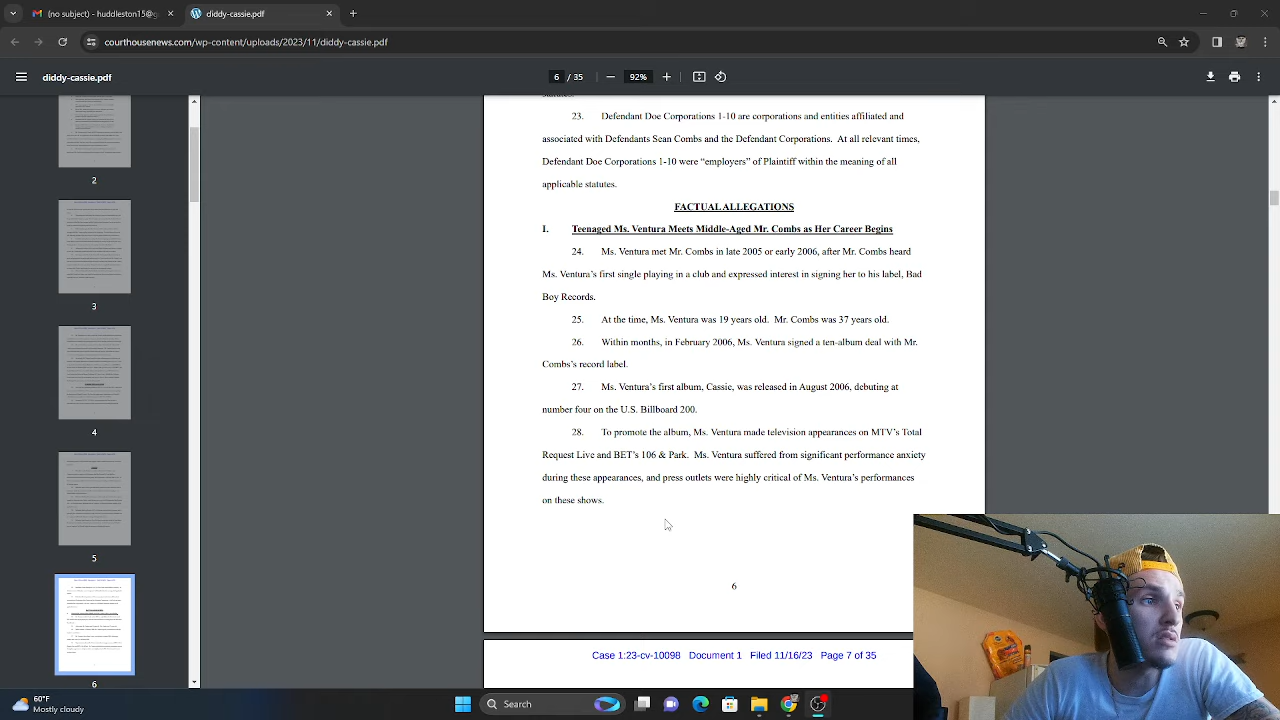 (no subject) - huddleston15@g
diddy-cassie.pdf
courthousenews.com/wp-content/uploads/2023/11/diddy-cassie.pdf
diddy-cassie.pdf
6 / 35
92%
2
3
4
5
6
statutes.
23. Defendant Doe Corporations 1-10 are corporations and entities affiliated and
associated with Defendants Sean Combs and the Defendant Corporations. At all relevant times,
Defendant Doe Corporations 1-10 were “employers” of Plaintiff within the meaning of all
applicable statutes.
FACTUAL ALLEGATIONS
I. Teenaged Ms. Ventura Meets Middle-Aged Mr. Combs as Her Career Begins
24. Ms. Ventura met Mr. Combs in late 2005 or early 2006, after Mr. Combs heard
Ms. Ventura’s first single playing in a club and expressed interest in signing her to his label, Bad
Boy Records.
25. At the time, Ms. Ventura was 19 years old. Mr. Combs was 37 years old.
26. Within months, in February 2006, Ms. Ventura signed a ten-album deal with Mr.
Combs’s record label.
27. Ms. Ventura’s first album, Cassie, was released in August 2006, debuting at
number four on the U.S. Billboard 200.
28. To promote the album, Ms. Ventura made television appearances on MTV’s Total
Request Live and BET’s 106 & Park. Ms. Ventura suffered from significant performance anxiety
during these appearances, and press outlets were highly critical of Ms. Ventura’s performances
on these shows.
6
Case 1:23-cv-10098 Document 1 Filed 11/16/23 Page 7 of 35
60°F
Mostly cloudy
Search